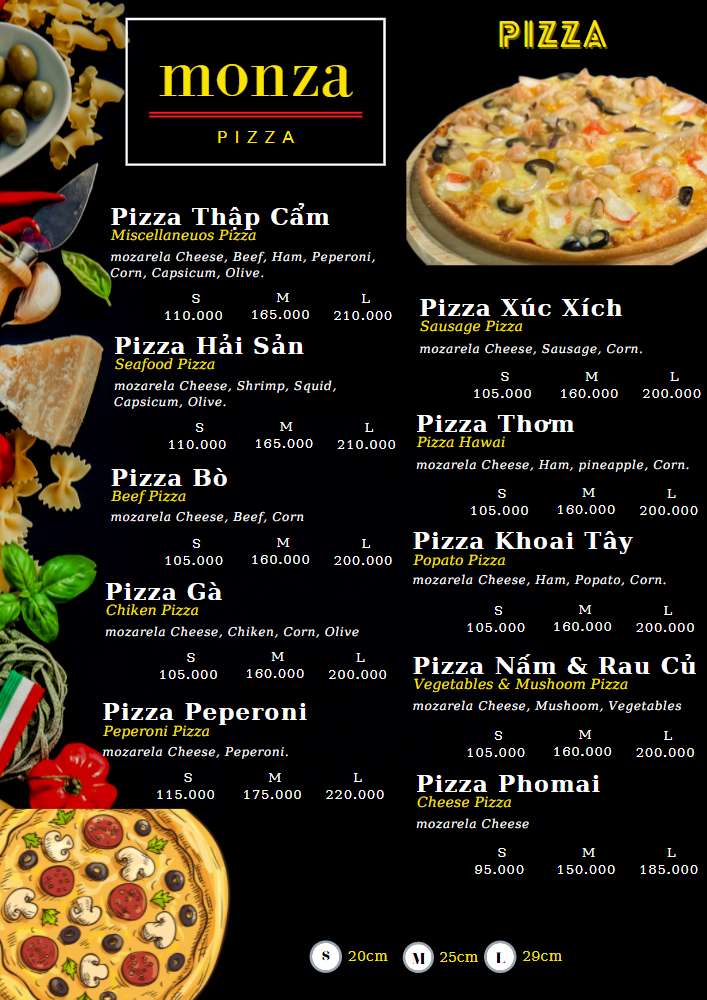 monza
PIZZA
Pizza Thập Cẩm
Miscellaneuos Pizza
mozarela Cheese, Beef, Ham, Peperoni,
Corn, Capsicum, Olive.
S M L
110.000 165.000 210.000
Pizza Hải Sản
Seafood Pizza
mozarela Cheese, Shrimp, Squid,
Capsicum, Olive.
S M L
110.000 165.000 210.000
Pizza Bò
Beef Pizza
mozarela Cheese, Beef, Corn
S M L
105.000 160.000 200.000
Pizza Gà
Chiken Pizza
mozarela Cheese, Chiken, Corn, Olive
S M L
105.000 160.000 200.000
Pizza Peperoni
Peperoni Pizza
mozarela Cheese, Peperoni.
S M L
115.000 175.000 220.000
PIZZA
Pizza Xúc Xích
Sausage Pizza
mozarela Cheese, Sausage, Corn.
S M L
105.000 160.000 200.000
Pizza Thơm
Pizza Hawai
mozarela Cheese, Ham, pineapple, Corn.
S M L
105.000 160.000 200.000
Pizza Khoai Tây
Popato Pizza
mozarela Cheese, Ham, Popato, Corn.
S M L
105.000 160.000 200.000
Pizza Nấm & Rau Củ
Vegetables & Mushoom Pizza
mozarela Cheese, Mushoom, Vegetables
S M L
105.000 160.000 200.000
Pizza Phomai
Cheese Pizza
mozarela Cheese
S M L
95.000 150.000 185.000
S 20cm M 25cm L 29cm